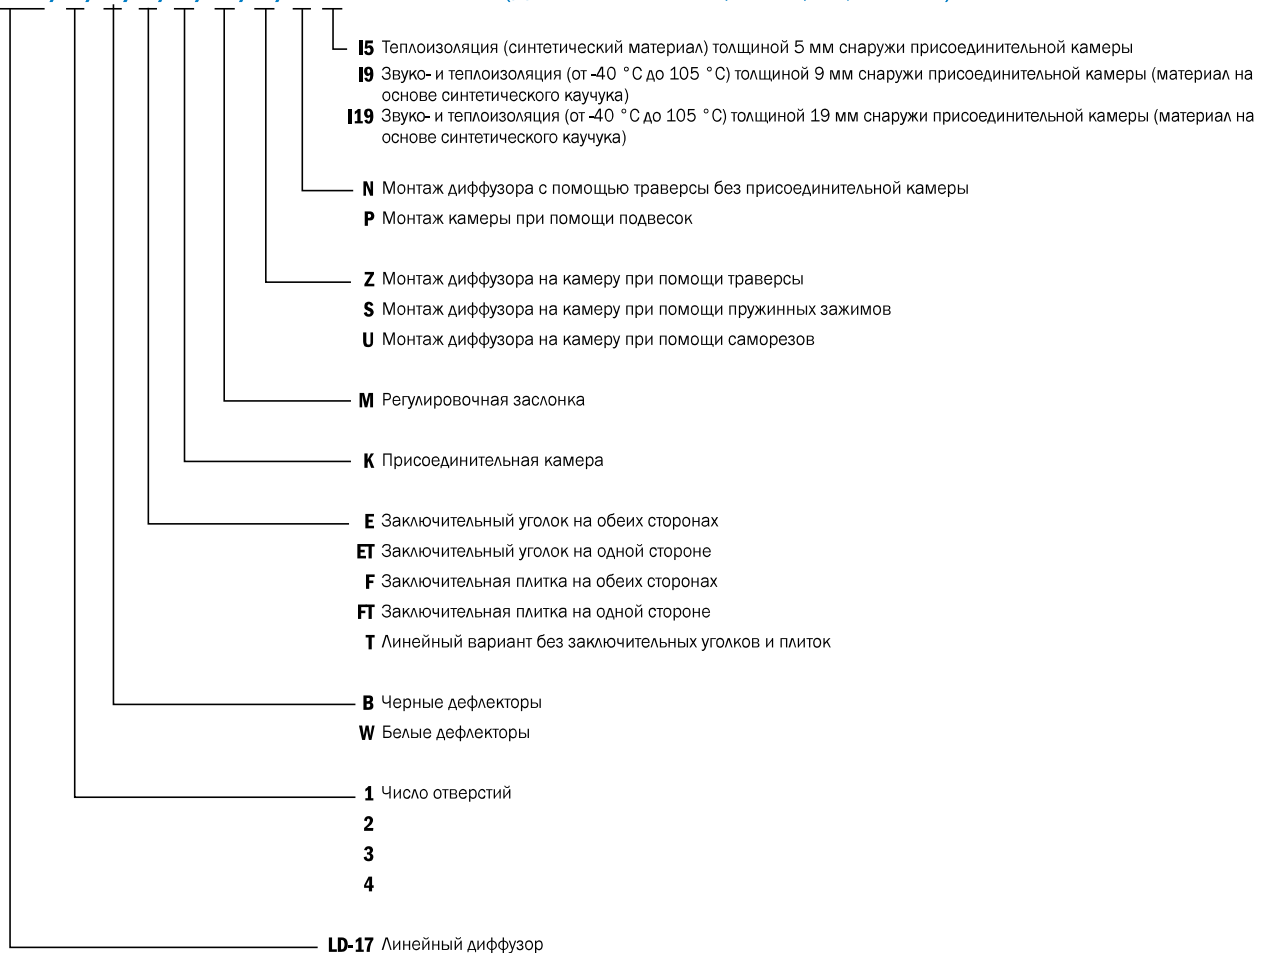 I5 Теплоизоляция (синтетический материал) толщиной 5 мм снаружи присоединительной камеры
I9 Звуко- и теплоизоляция (от -40 °C до 105 °C) толщиной 9 мм снаружи присоединительной камеры (материал на
основе синтетического каучука)
I19 Звуко- и теплоизоляция (от -40 °C до 105 °C) толщиной 19 мм снаружи присоединительной камеры (материал на
основе синтетического каучука)
N Монтаж диффузора с помощью траверсы без присоединительной камеры
P Монтаж камеры при помощи подвесок
Z Монтаж диффузора на камеру при помощи траверсы
S Монтаж диффузора на камеру при помощи пружинных зажимов
U Монтаж диффузора на камеру при помощи саморезов
M Регулировочная заслонка
K Присоединительная камера
E Заключительный уголок на обеих сторонах
ET Заключительный уголок на одной стороне
F Заключительная плитка на обеих сторонах
FT Заключительная плитка на одной стороне
T Линейный вариант без заключительных уголков и плиток
B Черные дефлекторы
W Белые дефлекторы
1 Число отверстий
2
3
4
LD-17 Линейный диффузор